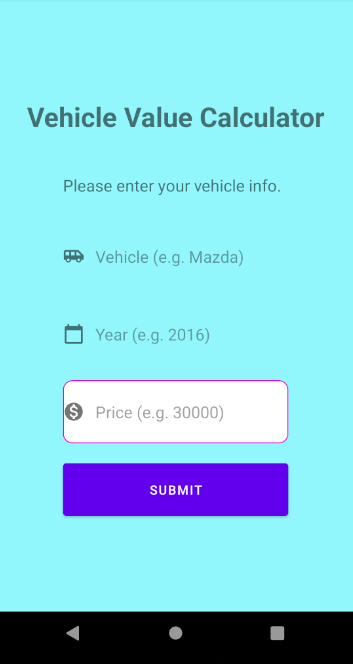 Vehicle Value Calculator
Please enter your vehicle info.
Vehicle (e.g. Mazda)
Year (e.g. 2016)
Price (e.g. 30000)
SUBMIT